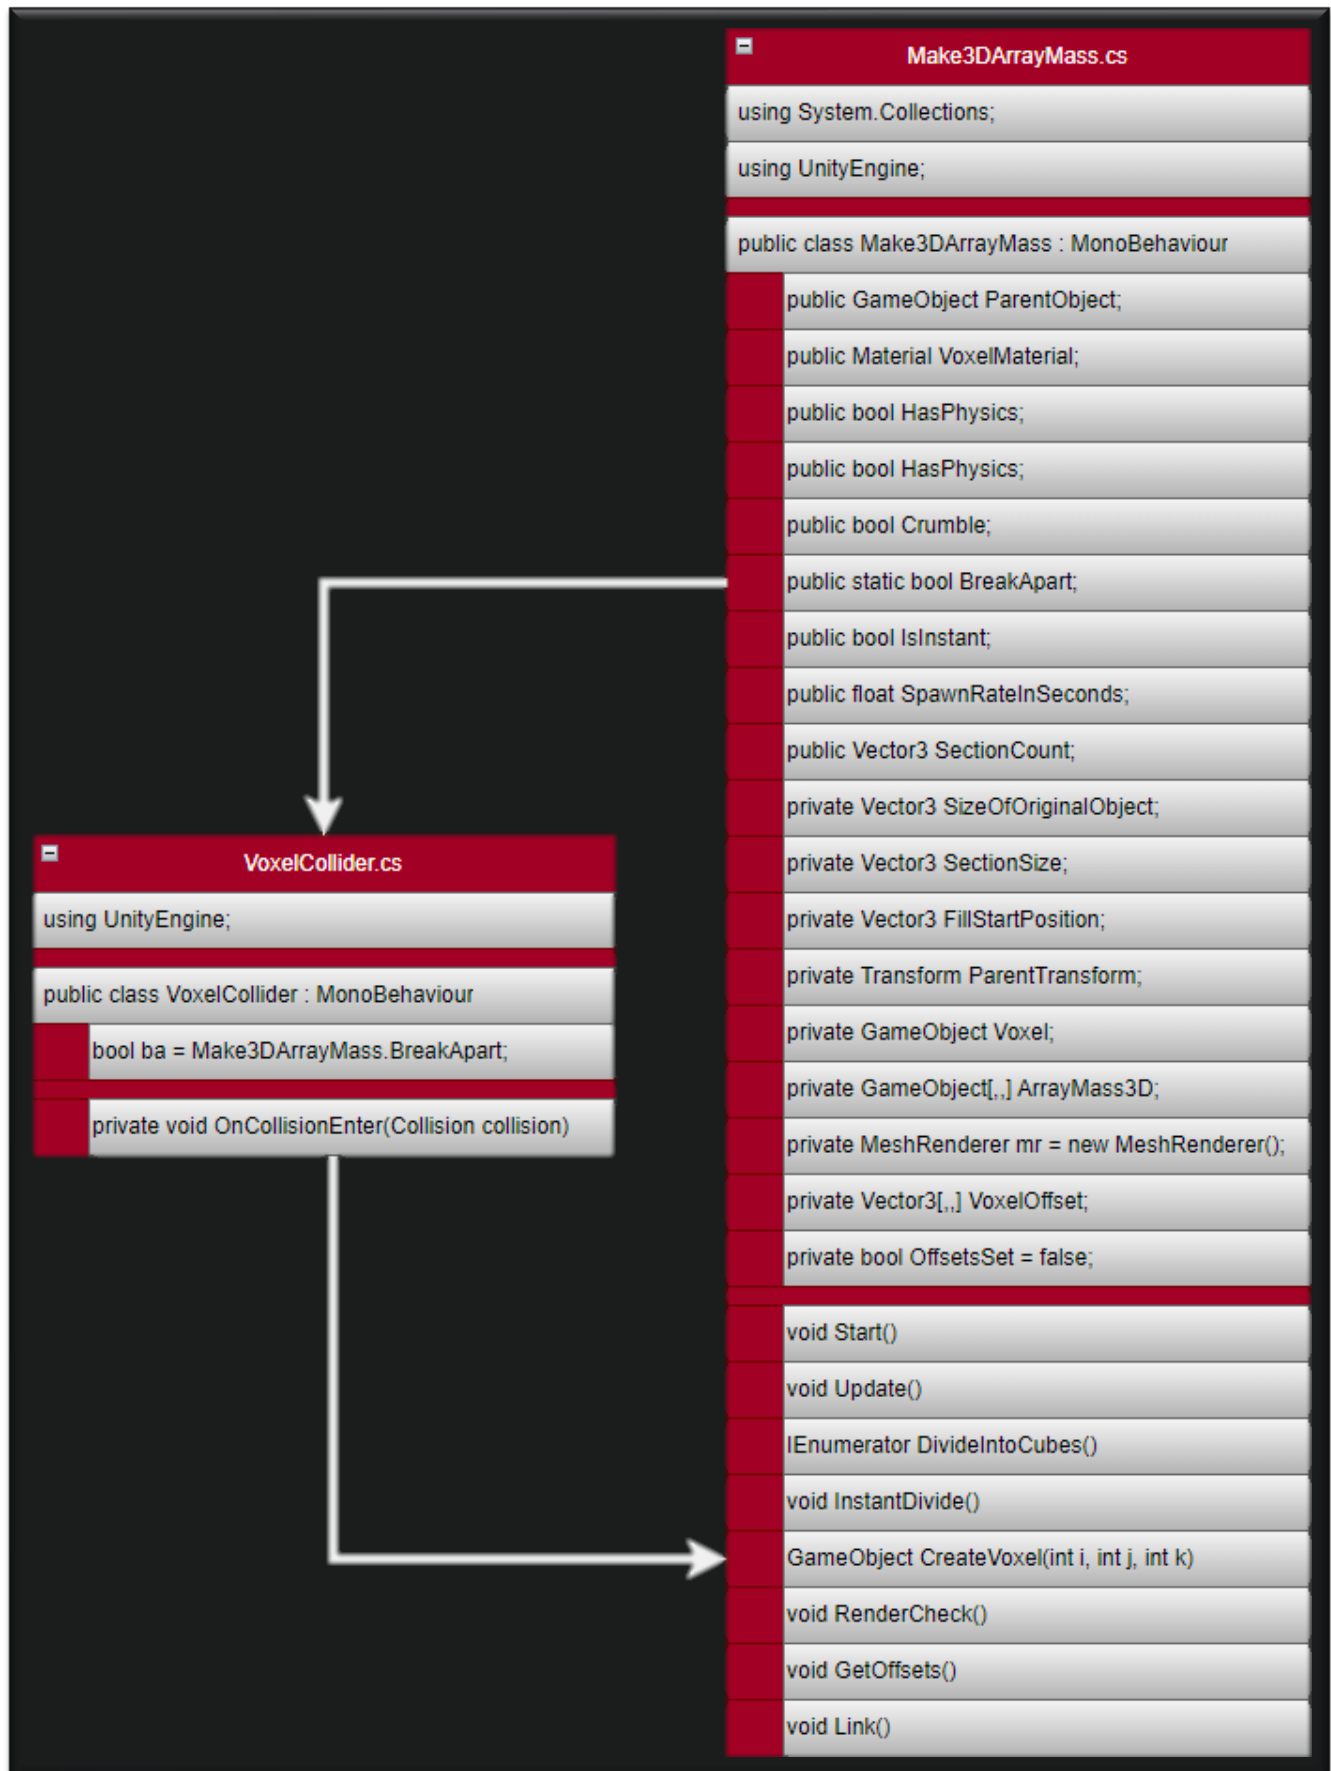 Make3DArrayMass.cs
using System.Collections;
using UnityEngine;
public class Make3DArrayMass : MonoBehaviour
public GameObject ParentObject;
public Material VoxelMaterial;
public bool HasPhysics;
public bool HasPhysics;
public bool Crumble;
public static bool BreakApart;
public bool IsInstant;
public float SpawnRateInSeconds;
public Vector3 SectionCount;
private Vector3 SizeOfOriginalObject;
private Vector3 SectionSize;
private Vector3 FillStartPosition;
private Transform ParentTransform;
private GameObject Voxel;
private GameObject[,,] ArrayMass3D;
private MeshRenderer mr = new MeshRenderer();
private Vector3[,,] VoxelOffset;
private bool OffsetsSet = false;
void Start()
void Update()
IEnumerator DivideIntoCubes()
void InstantDivide()
GameObject CreateVoxel(int i, int j, int k)
void RenderCheck()
void GetOffsets()
void Link()
VoxelCollider.cs
using UnityEngine;
public class VoxelCollider : MonoBehaviour
bool ba = Make3DArrayMass.BreakApart;
private void OnCollisionEnter(Collision collision)